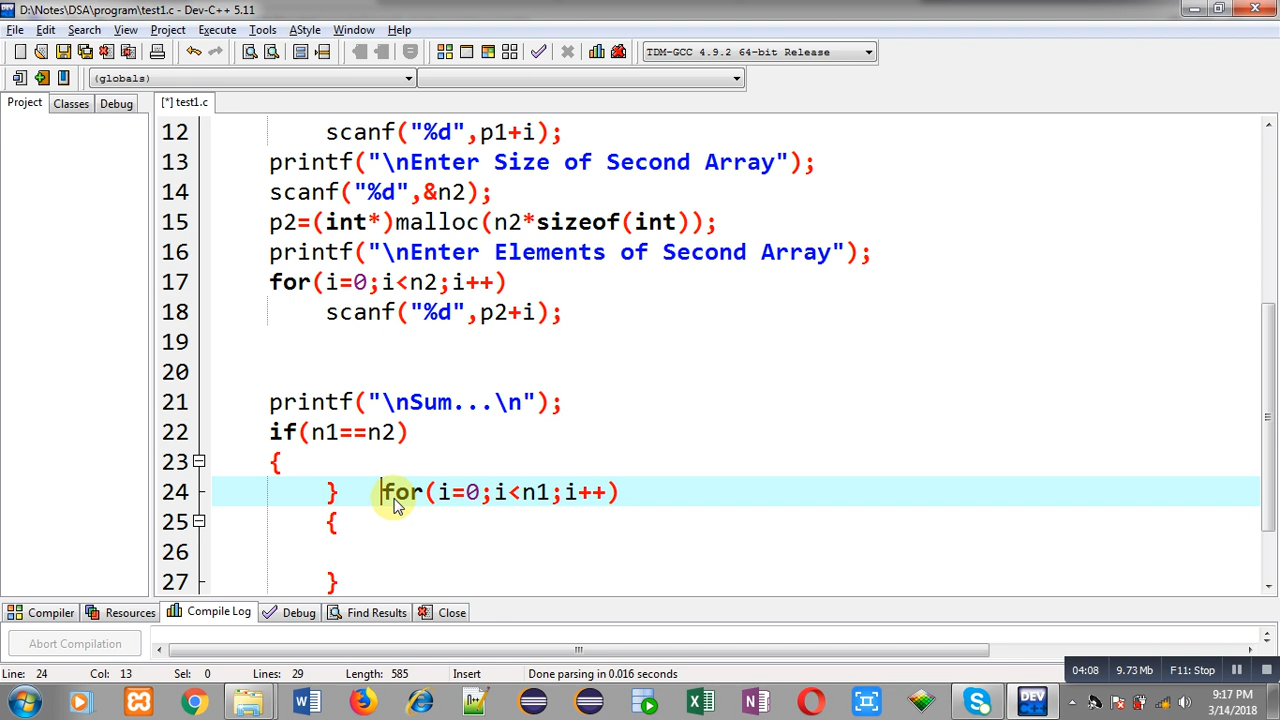 D:\Notes\DSA\program\test1.c - Dev-C++ 5.11
File Edit Search View Project Execute Tools AStyle Window Help
TDM-GCC 4.9.2 64-bit Release
(globals)
Project Classes Debug [*] test1.c
12 scanf("%d",p1+i);
13 printf("\nEnter Size of Second Array");
14 scanf("%d",&n2);
15 p2=(int*)malloc(n2*sizeof(int));
16 printf("\nEnter Elements of Second Array");
17 for(i=0;i<n2;i++)
18 scanf("%d",p2+i);
19
20
21 printf("\nSum...\n");
22 if(n1==n2)
23 {
24 } for(i=0;i<n1;i++)
25 {
26
27 }
Compiler Resources Compile Log Debug Find Results Close
Abort Compilation
Line: 24 Col: 13 Sel: 0 Lines: 29 Length: 585 Insert Done parsing in 0.016 seconds
04:08 9.73 Mb F11: Stop
DEV
9:17 PM
3/14/2018